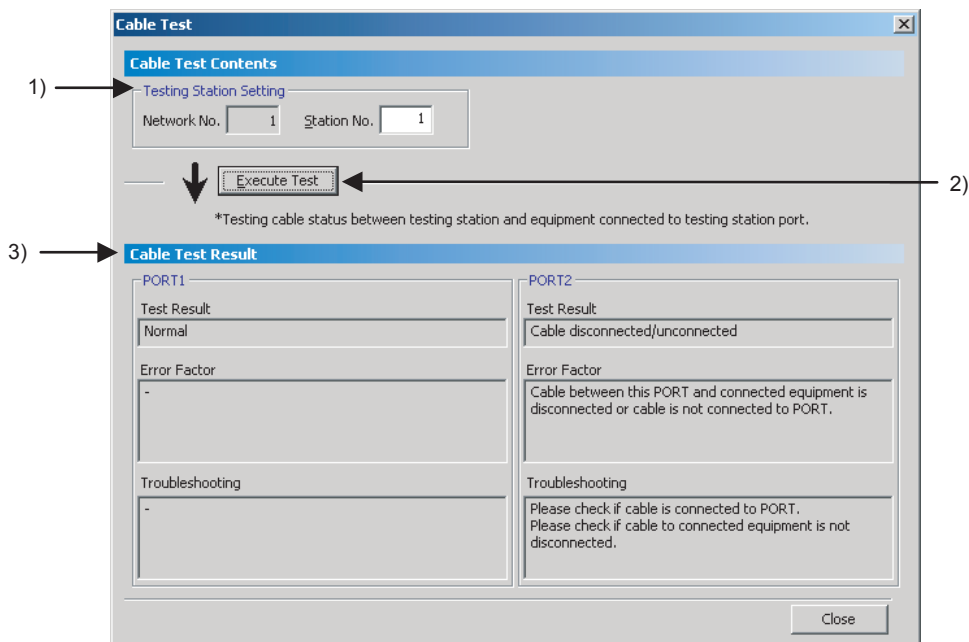 Cable Test
Cable Test Contents
1)
Testing Station Setting
Network No. 1 Station No. 1
Execute Test
2)
*Testing cable status between testing station and equipment connected to testing station port.
3)
Cable Test Result
PORT1
Test Result
Normal
Error Factor
-
Troubleshooting
-
PORT2
Test Result
Cable disconnected/unconnected
Error Factor
Cable between this PORT and connected equipment is
disconnected or cable is not connected to PORT.
Troubleshooting
Please check if cable is connected to PORT.
Please check if cable to connected equipment is not
disconnected.
Close